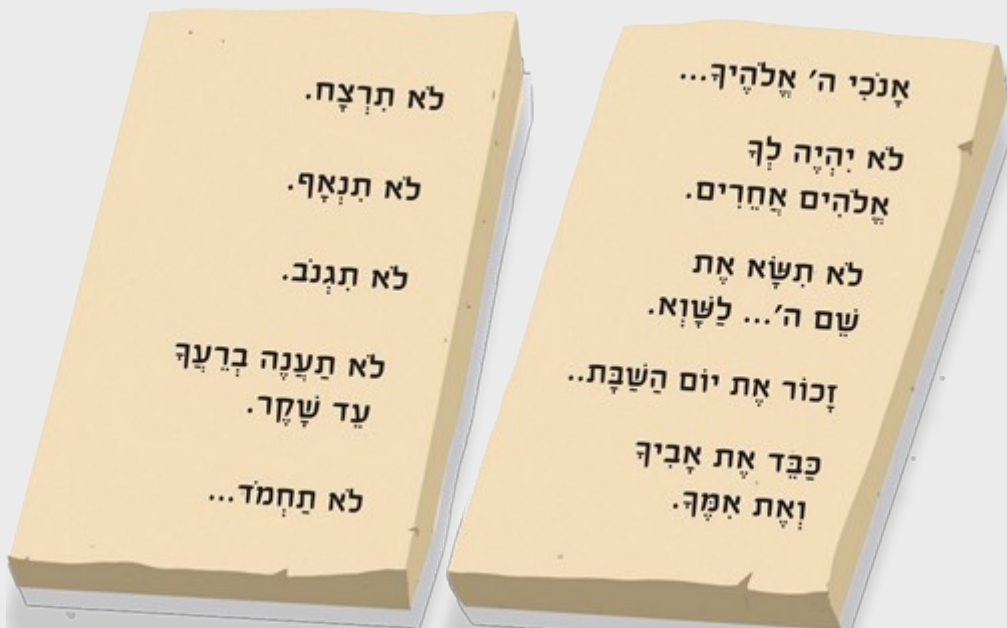 אָנֹכִי ה' אֱלֹהֶיךָ...
לֹא יִהְיֶה לְךָ
אֱלֹהִים אֲחֵרִים.
לֹא תִשָּׂא אֶת
שֵׁם ה'... לַשָּׁוְא.
זָכוֹר אֶת יוֹם הַשַׁבָּת..
כַּבֵּד אֶת אָבִיךָ
וְאֶת אִמֶּךָ.
לֹא תִרְצָח.
לֹא תִנְאָף.
לֹא תִגְנֹב.
לֹא תַעֲנֶה בְרֵעֲךָ
עֵד שָׁקֶר.
לֹא תַחְמֹד...